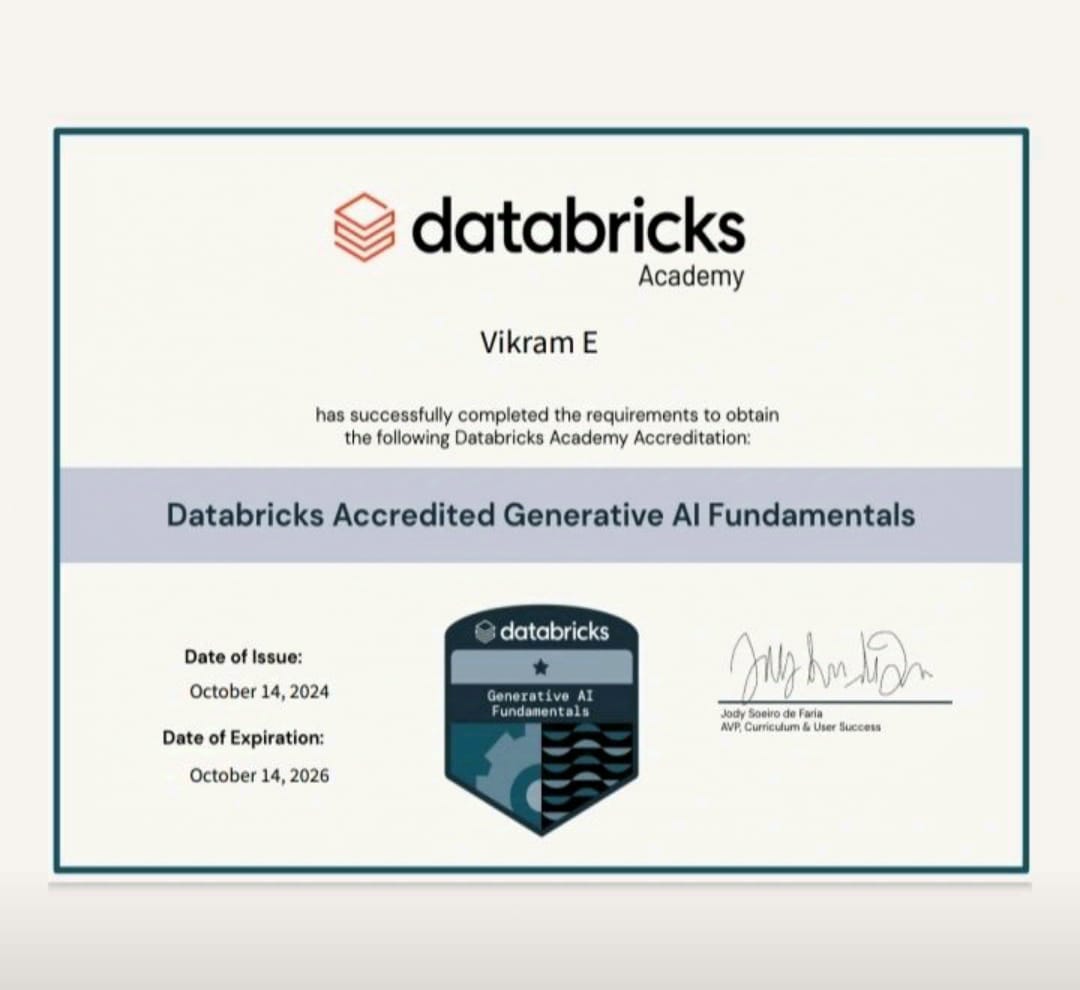 databricks
Academy
Vikram E
has successfully completed the requirements to obtain
the following Databricks Academy Accreditation:
Databricks Accredited Generative AI Fundamentals
Date of Issue:
October 14, 2024
Date of Expiration:
October 14, 2026
databricks
Generative AI
Fundamentals
Jody Soeiro de Faria
AVP, Curriculum & User Success